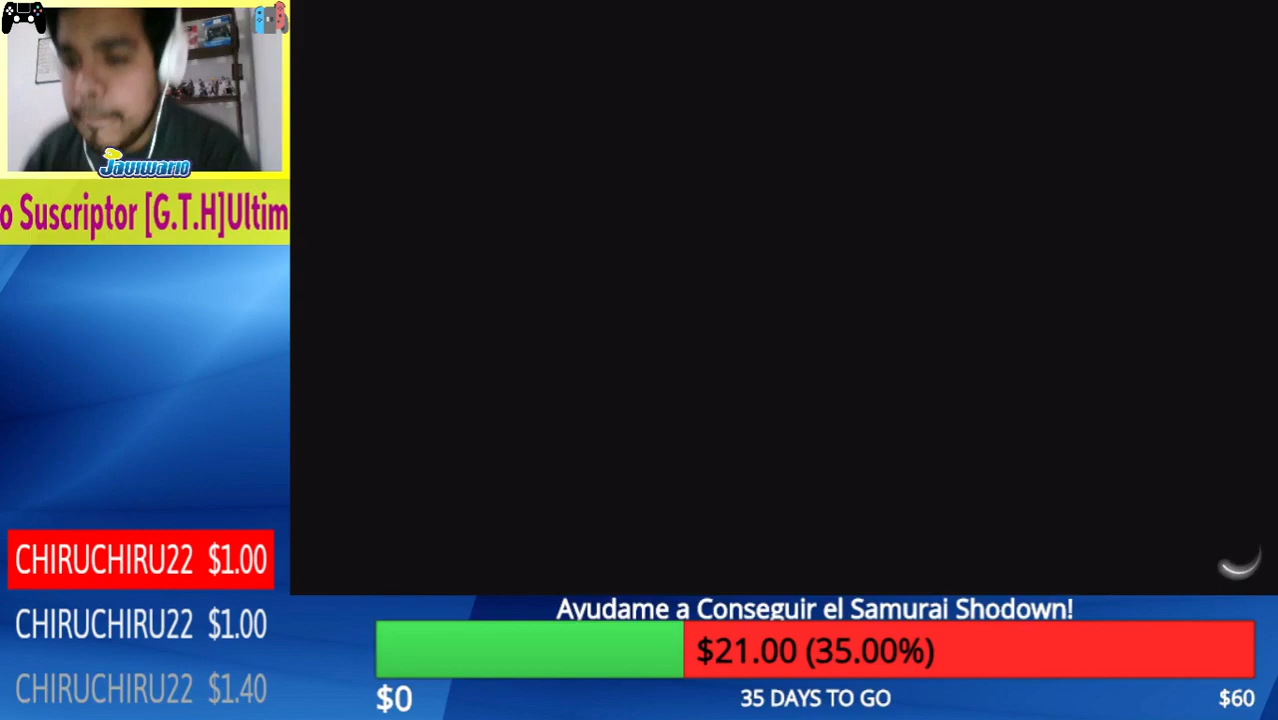 Javiwario
o Suscriptor [G.T.H]Ultim
CHIRUCHIRU22 $1.00
CHIRUCHIRU22 $1.00
CHIRUCHIRU22 $1.40
Ayudame a Conseguir el Samurai Shodown!
$21.00 (35.00%)
$0
35 DAYS TO GO
$60